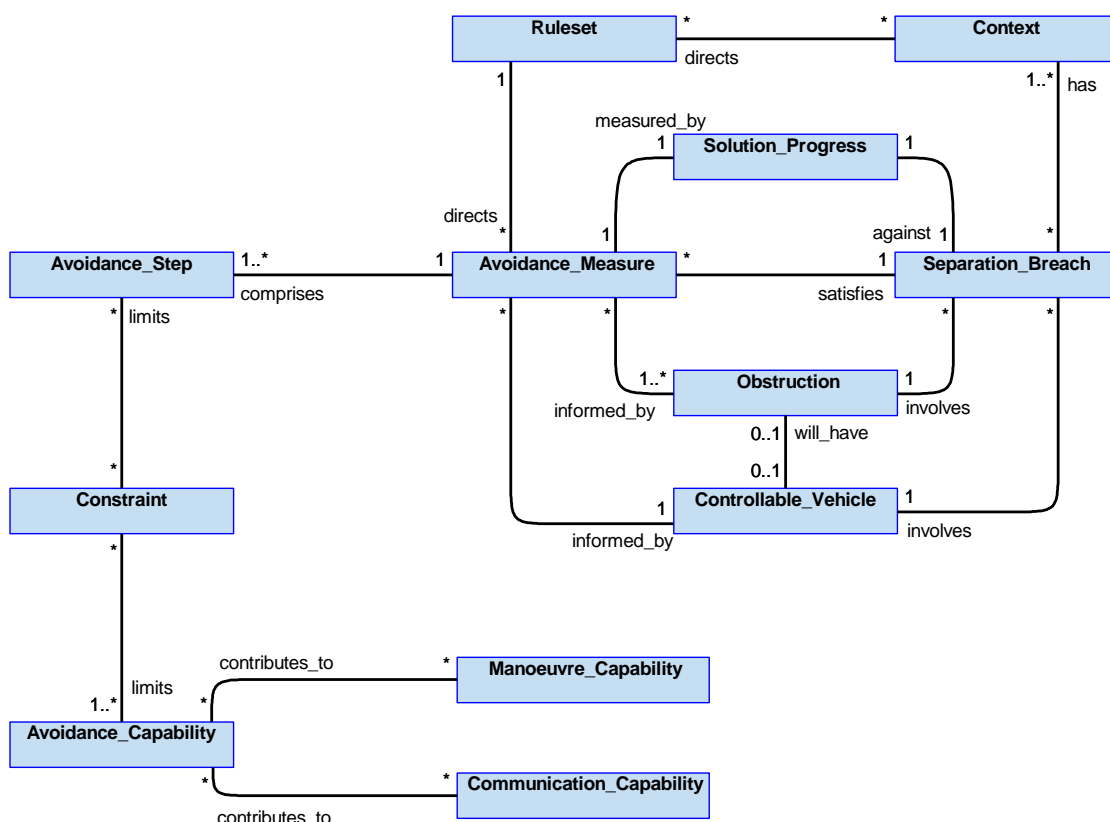 Ruleset
*
*
Context
directs
1
1..*
has
measured_by
1
Solution_Progress
1
directs
*
1
against
1
*
Avoidance_Step
1..*
1
Avoidance_Measure
*
1
Separation_Breach
comprises
satisfies
*
limits
*
*
*
*
1..*
Obstruction
1
informed_by
involves
0..1
will_have
0..1
*
Constraint
1
Controllable_Vehicle
1
*
informed_by
involves
contributes_to
*
Manoeuvre_Capability
limits
1..*
*
Avoidance_Capability
*
*
Communication_Capability
contributes_to